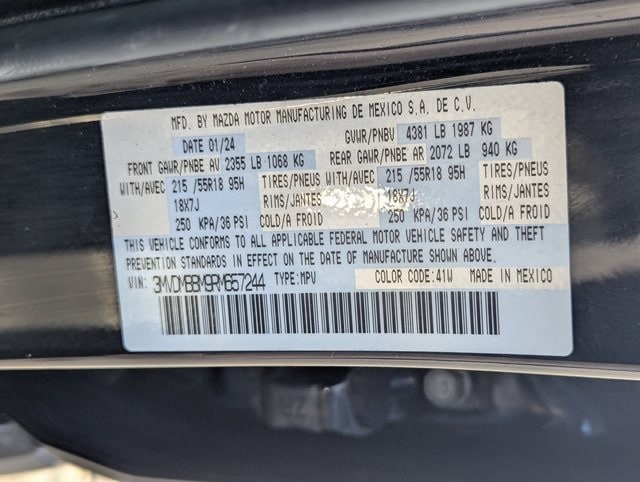 MFD. BY MAZDA MOTOR MANUFACTURING DE MEXICO S.A. DE C.V.
DATE 01/24 GVWR/PNBV 4381 LB 1987 KG
FRONT GAWR/PNBE AV 2355 LB 1068 KG REAR GAWR/PNBE AR 2072 LB 940 KG
WITH/AVEC 215 /55R18 95H TIRES/PNEUS WITH/AVEC 215 /55R18 95H TIRES/PNEUS
18X7J RIMS/JANTES 18X7J RIMS/JANTES
250 KPA/36 PSI COLD/A FROID 250 KPA/36 PSI COLD/A FROID
THIS VEHICLE CONFORMS TO ALL APPLICABLE FEDERAL MOTOR VEHICLE SAFETY AND THEFT
PREVENTION STANDARDS IN EFFECT ON THE DATE OF MANUFACTURE SHOWN ABOVE.
VIN: 3MVDMBBM9RM657244 TYPE:MPV COLOR CODE:41W MADE IN MEXICO